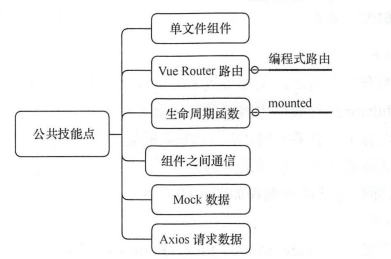 单文件组件
编程式路由
Vue Router 路由
mounted
生命周期函数
公共技能点
组件之间通信
Mock 数据
Axios 请求数据